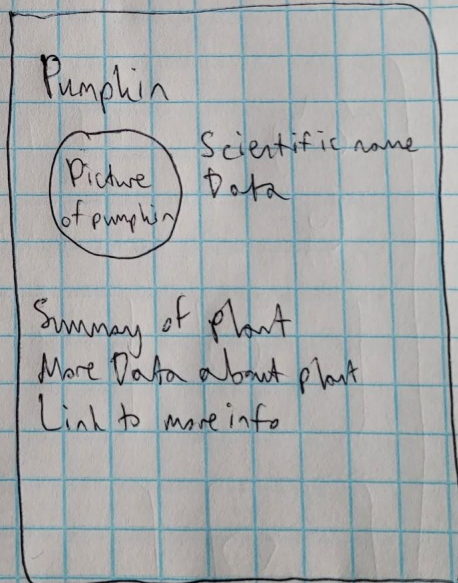 Pumpkin
Scientific name
Picture
Data
of pumpkin
Summary of plant
More Data about plant
Link to more info